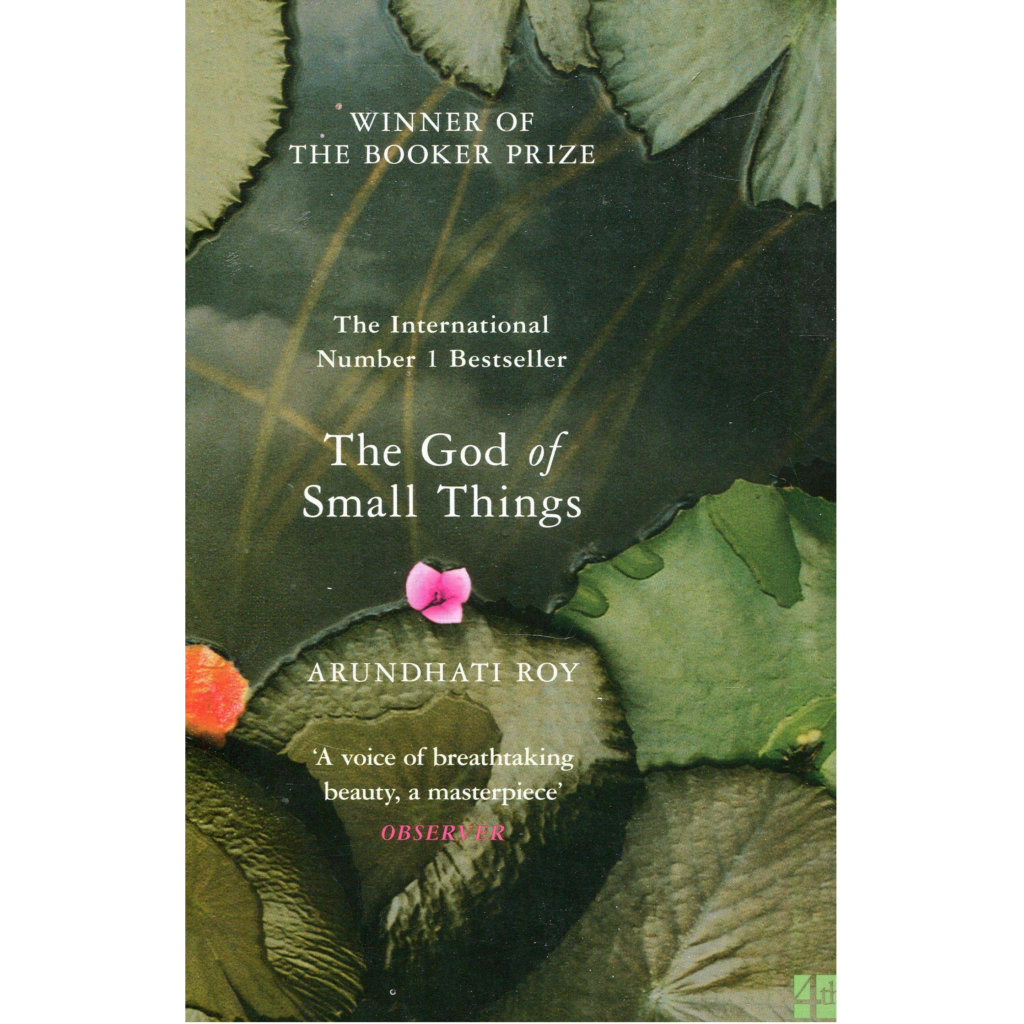 WINNER OF
THE BOOKER PRIZE
The International
Number 1 Bestseller
The God of
Small Things
ARUNDHATI ROY
‘A voice of breathtaking
beauty, a masterpiece’
OBSERVER
4th